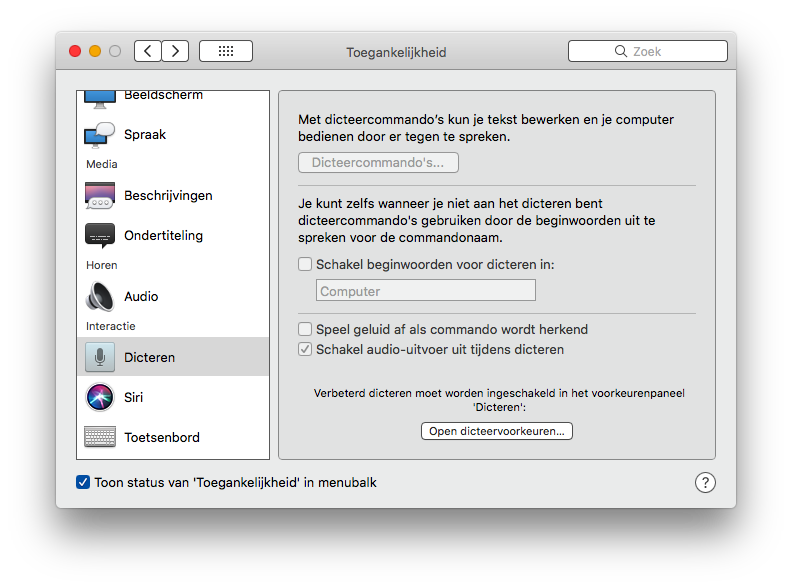 Toegankelijkheid
Zoek
Beeldscherm
Spraak
Media
Beschrijvingen
Ondertiteling
Horen
Audio
Interactie
Dicteren
Siri
Toetsenbord
Met dicteercommando's kun je tekst bewerken en je computer
bedienen door er tegen te spreken.
Dicteercommando's...
Je kunt zelfs wanneer je niet aan het dicteren bent
dicteercommando's gebruiken door de beginwoorden uit te
spreken voor de commandonaam.
Schakel beginwoorden voor dicteren in:
Computer
Speel geluid af als commando wordt herkend
Schakel audio-uitvoer uit tijdens dicteren
Verbeterd dicteren moet worden ingeschakeld in het voorkeurenpaneel
'Dicteren':
Open dicteervoorkeuren...
Toon status van 'Toegankelijkheid' in menubalk
?